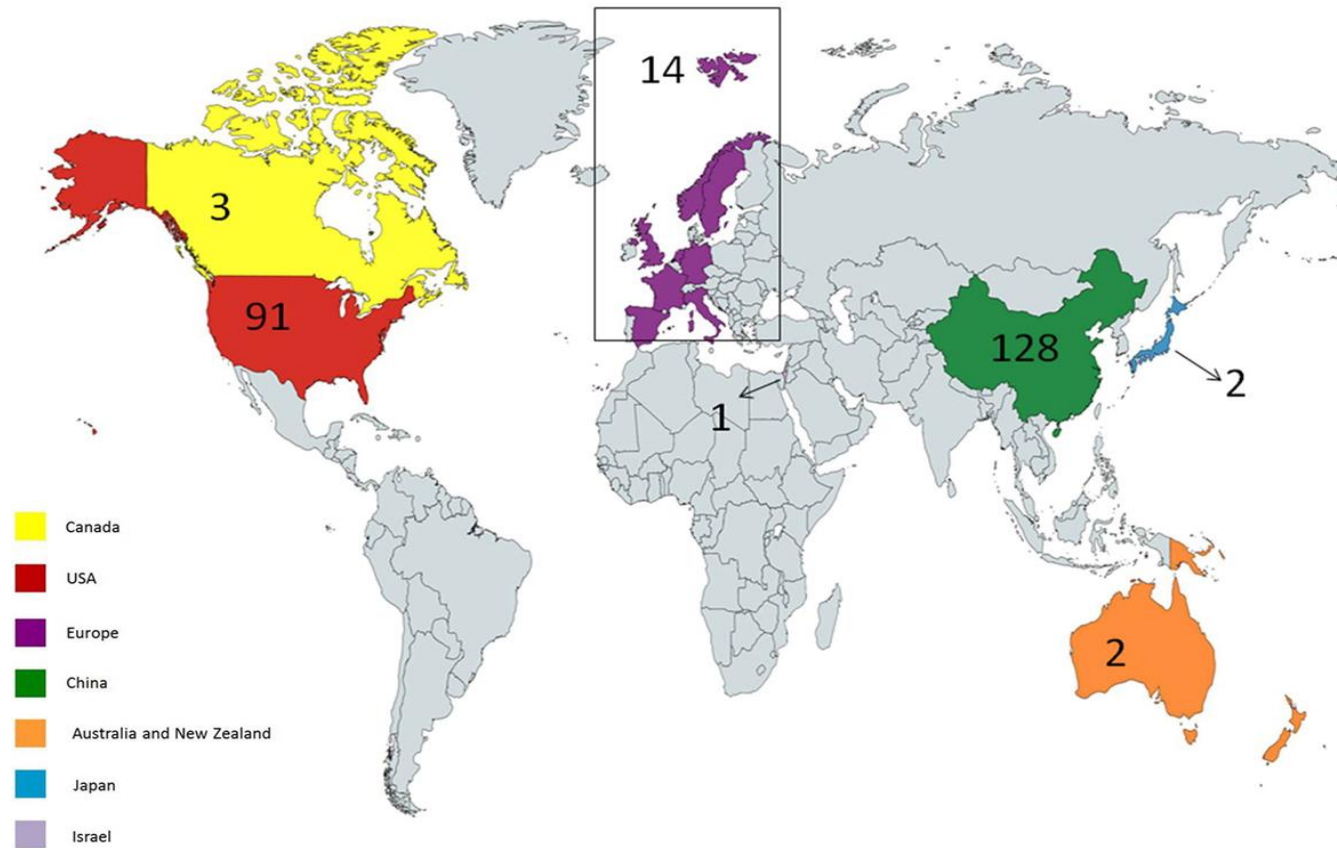 14
3
91
128
2
1
2
Canada
USA
Europe
China
Australia and New Zealand
Japan
Israel